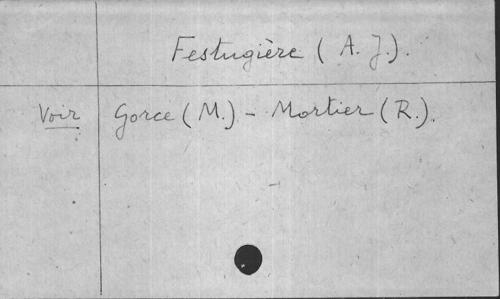 Festugière (A. J.).
Voir Gorce (M.) - Mortier (R.).